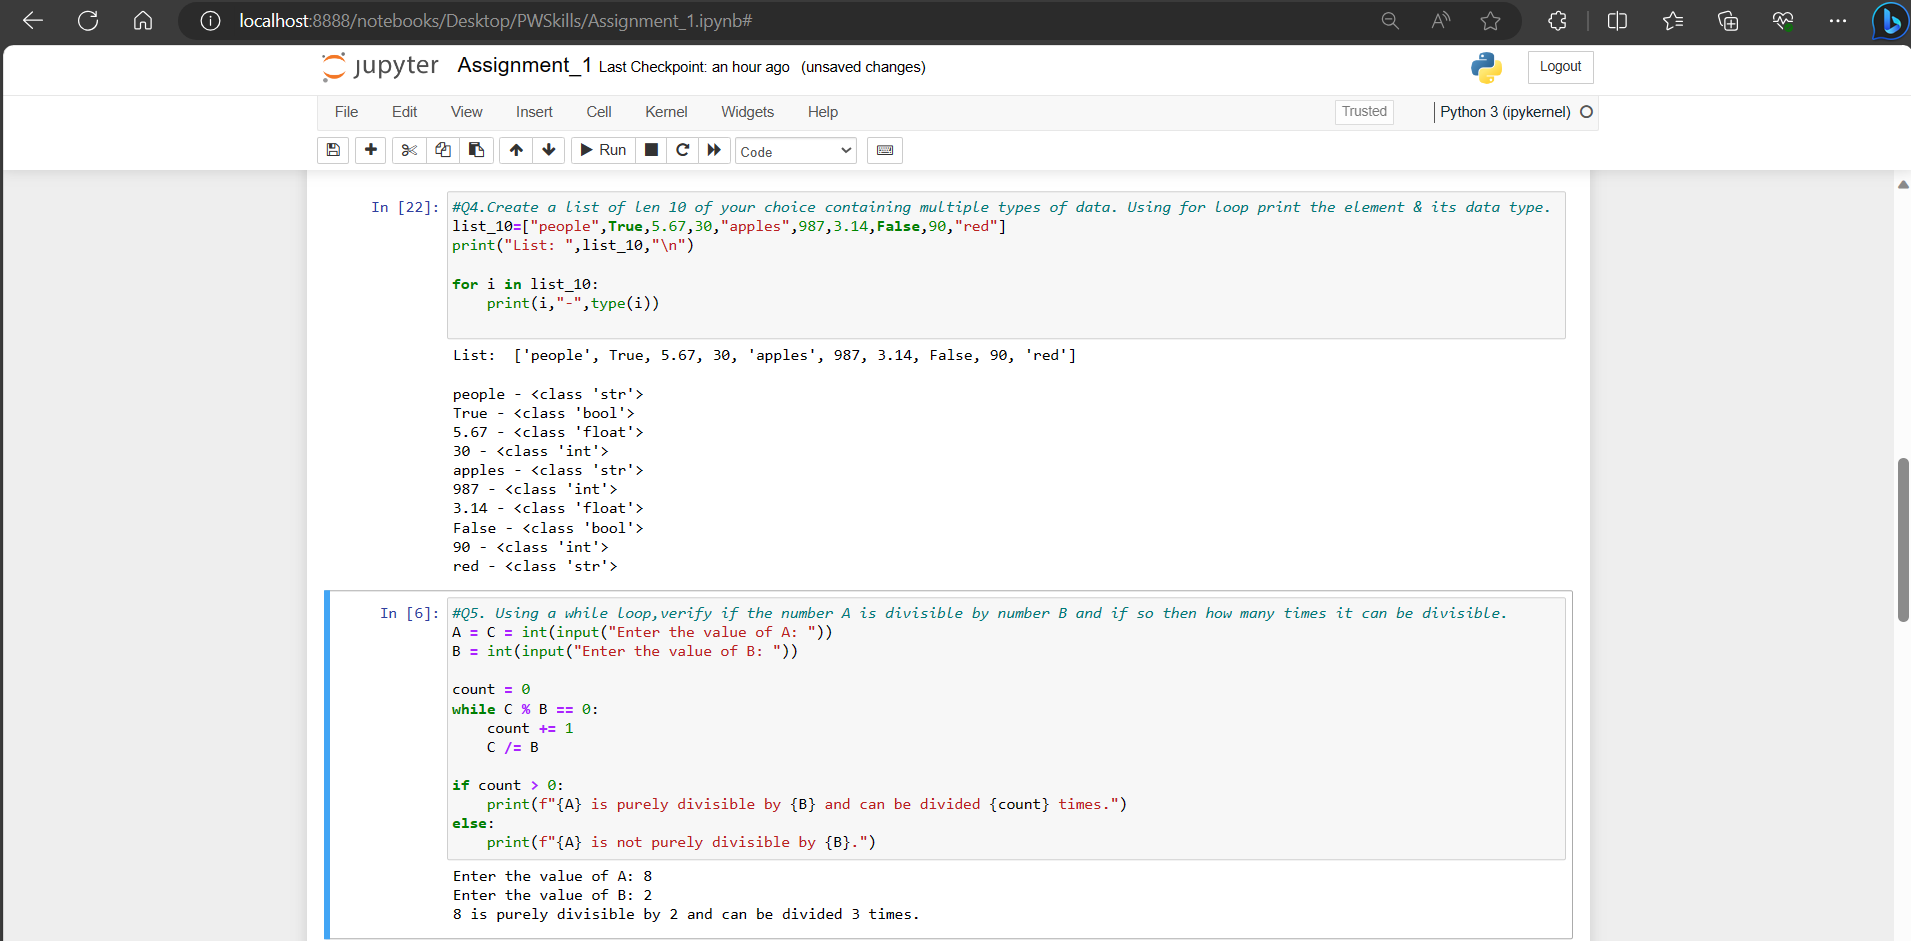 localhost:8888/notebooks/Desktop/PWSkills/Assignment_1.ipynb#
jupyter Assignment_1 Last Checkpoint: an hour ago (unsaved changes)
Logout
File Edit View Insert Cell Kernel Widgets Help
Trusted
Python 3 (ipykernel)
Run
Code
In [22]:
#Q4.Create a list of len 10 of your choice containing multiple types of data. Using for loop print the element & its data type.
list_10=["people",True,5.67,30,"apples",987,3.14,False,90,"red"]
print("List: ",list_10,"\n")
for i in list_10:
    print(i,"-",type(i))
List:  ['people', True, 5.67, 30, 'apples', 987, 3.14, False, 90, 'red']
people - <class 'str'>
True - <class 'bool'>
5.67 - <class 'float'>
30 - <class 'int'>
apples - <class 'str'>
987 - <class 'int'>
3.14 - <class 'float'>
False - <class 'bool'>
90 - <class 'int'>
red - <class 'str'>
In [6]:
#Q5. Using a while loop,verify if the number A is divisible by number B and if so then how many times it can be divisible.
A = C = int(input("Enter the value of A: "))
B = int(input("Enter the value of B: "))
count = 0
while C % B == 0:
    count += 1
    C /= B
if count > 0:
    print(f"{A} is purely divisible by {B} and can be divided {count} times.")
else:
    print(f"{A} is not purely divisible by {B}.")
Enter the value of A: 8
Enter the value of B: 2
8 is purely divisible by 2 and can be divided 3 times.